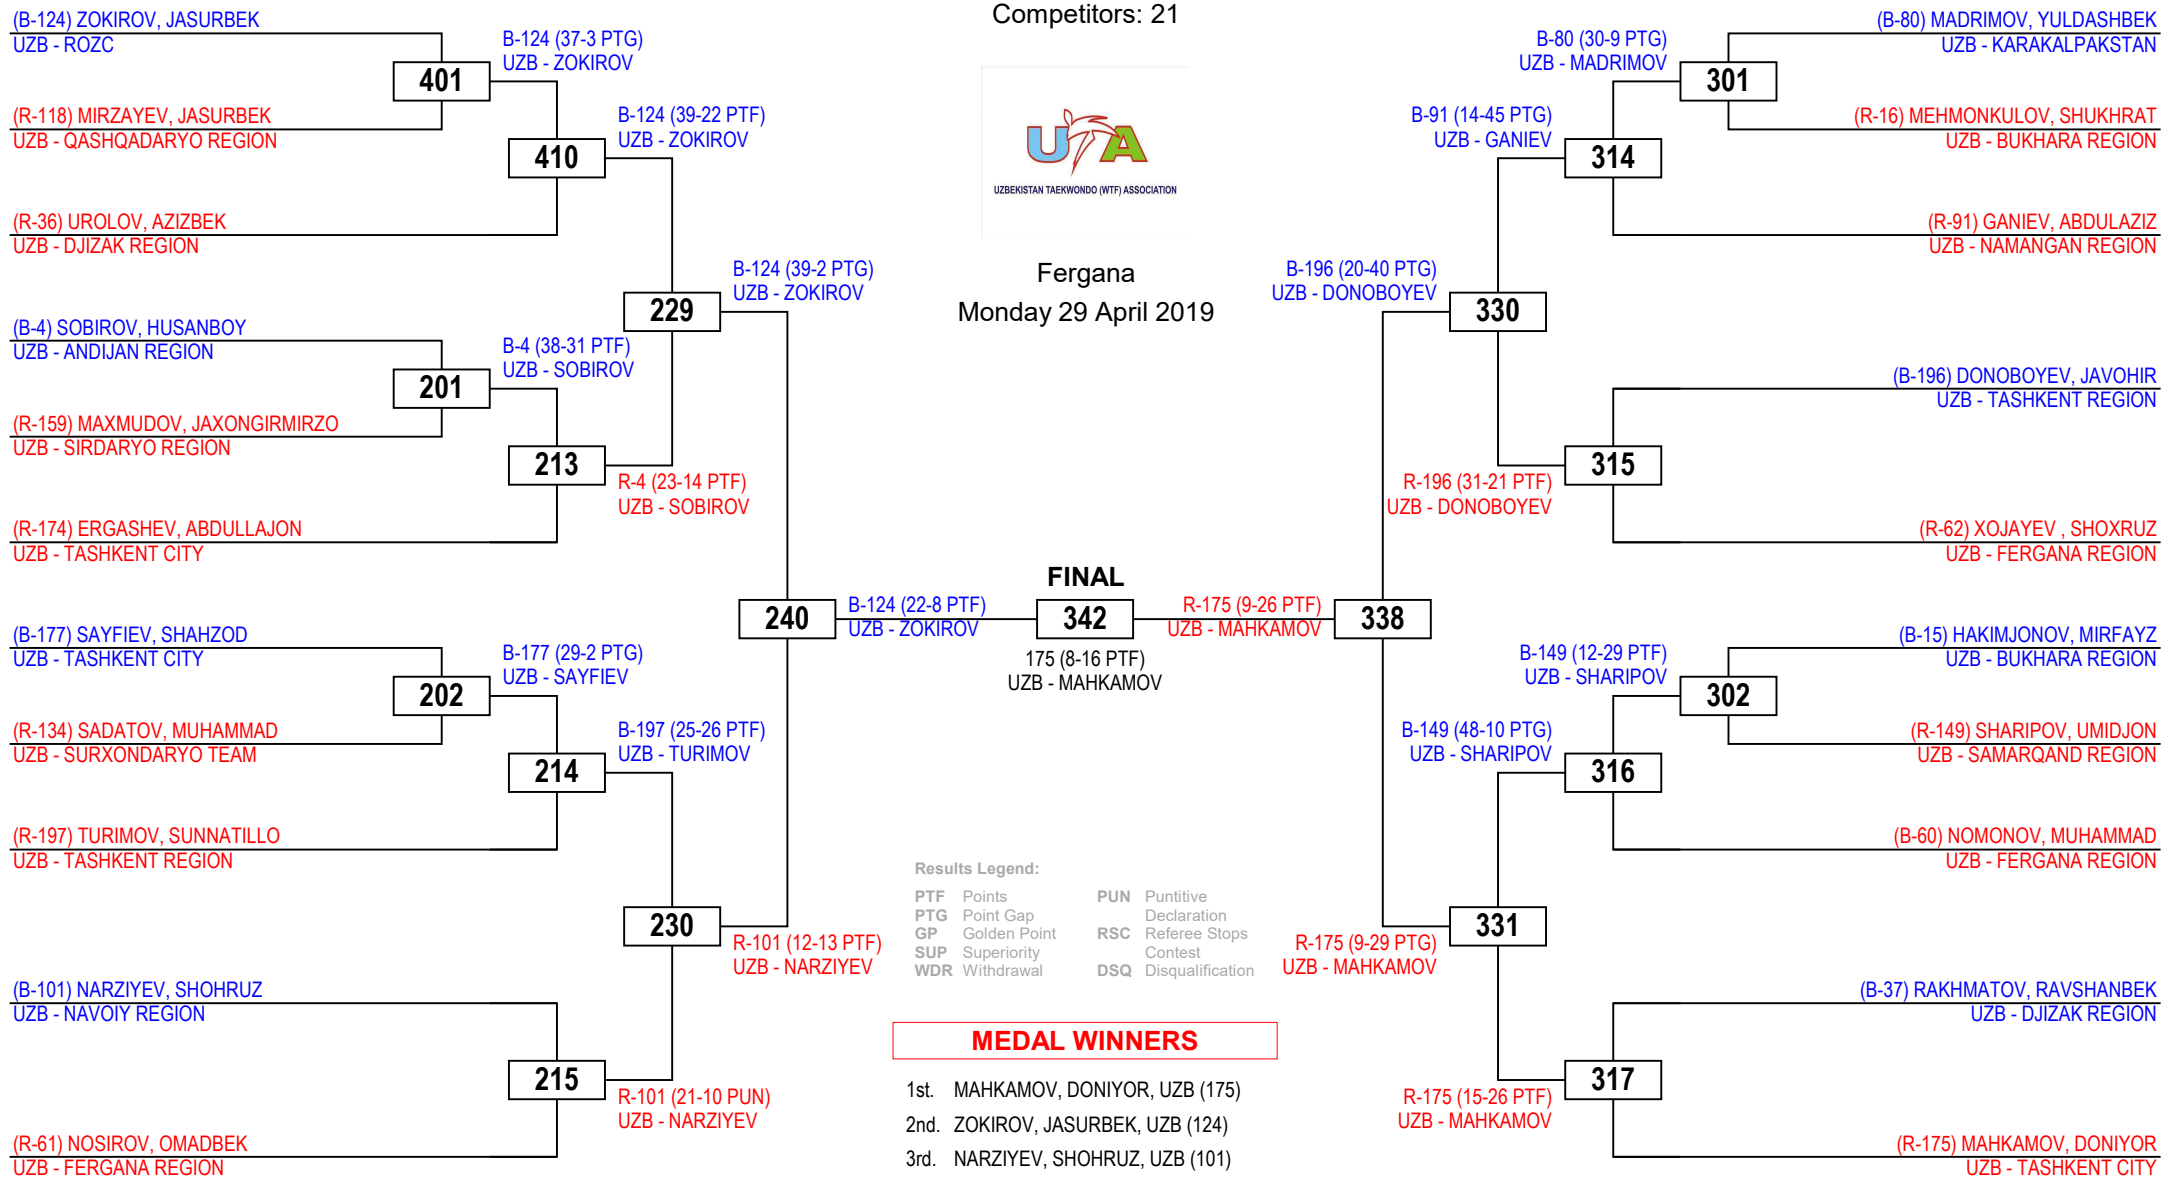 Competitors: 21
UTA
UZBEKISTAN TAEKWONDO (WTF) ASSOCIATION
Fergana
Monday 29 April 2019
(B-124) ZOKIROV, JASURBEK
UZB - ROZC
401
B-124 (37-3 PTG)
UZB - ZOKIROV
(R-118) MIRZAYEV, JASURBEK
UZB - QASHQADARYO REGION
410
B-124 (39-22 PTF)
UZB - ZOKIROV
(R-36) UROLOV, AZIZBEK
UZB - DJIZAK REGION
229
B-124 (39-2 PTG)
UZB - ZOKIROV
(B-4) SOBIROV, HUSANBOY
UZB - ANDIJAN REGION
201
B-4 (38-31 PTF)
UZB - SOBIROV
(R-159) MAXMUDOV, JAXONGIRMIRZO
UZB - SIRDARYO REGION
213
R-4 (23-14 PTF)
UZB - SOBIROV
(R-174) ERGASHEV, ABDULLAJON
UZB - TASHKENT CITY
240
B-124 (22-8 PTF)
UZB - ZOKIROV
(B-177) SAYFIEV, SHAHZOD
UZB - TASHKENT CITY
202
B-177 (29-2 PTG)
UZB - SAYFIEV
(R-134) SADATOV, MUHAMMAD
UZB - SURXONDARYO TEAM
214
B-197 (25-26 PTF)
UZB - TURIMOV
(R-197) TURIMOV, SUNNATILLO
UZB - TASHKENT REGION
230
R-101 (12-13 PTF)
UZB - NARZIYEV
(B-101) NARZIYEV, SHOHRUZ
UZB - NAVOIY REGION
215
R-101 (21-10 PUN)
UZB - NARZIYEV
(R-61) NOSIROV, OMADBEK
UZB - FERGANA REGION
FINAL
342
175 (8-16 PTF)
UZB - MAHKAMOV
(B-80) MADRIMOV, YULDASHBEK
UZB - KARAKALPAKSTAN
B-80 (30-9 PTG)
UZB - MADRIMOV
301
(R-16) MEHMONKULOV, SHUKHRAT
UZB - BUKHARA REGION
B-91 (14-45 PTG)
UZB - GANIEV
314
(R-91) GANIEV, ABDULAZIZ
UZB - NAMANGAN REGION
B-196 (20-40 PTG)
UZB - DONOBOYEV
330
(B-196) DONOBOYEV, JAVOHIR
UZB - TASHKENT REGION
R-196 (31-21 PTF)
UZB - DONOBOYEV
315
(R-62) XOJAYEV , SHOXRUZ
UZB - FERGANA REGION
R-175 (9-26 PTF)
UZB - MAHKAMOV
338
(B-15) HAKIMJONOV, MIRFAYZ
UZB - BUKHARA REGION
B-149 (12-29 PTF)
UZB - SHARIPOV
302
(R-149) SHARIPOV, UMIDJON
UZB - SAMARQAND REGION
B-149 (48-10 PTG)
UZB - SHARIPOV
316
(B-60) NOMONOV, MUHAMMAD
UZB - FERGANA REGION
R-175 (9-29 PTG)
UZB - MAHKAMOV
331
(B-37) RAKHMATOV, RAVSHANBEK
UZB - DJIZAK REGION
R-175 (15-26 PTF)
UZB - MAHKAMOV
317
(R-175) MAHKAMOV, DONIYOR
UZB - TASHKENT CITY
Results Legend:
PTF Points
PTG Point Gap
GP Golden Point
SUP Superiority
WDR Withdrawal
PUN Puntitive
Declaration
RSC Referee Stops
Contest
DSQ Disqualification
MEDAL WINNERS
1st. MAHKAMOV, DONIYOR, UZB (175)
2nd. ZOKIROV, JASURBEK, UZB (124)
3rd. NARZIYEV, SHOHRUZ, UZB (101)